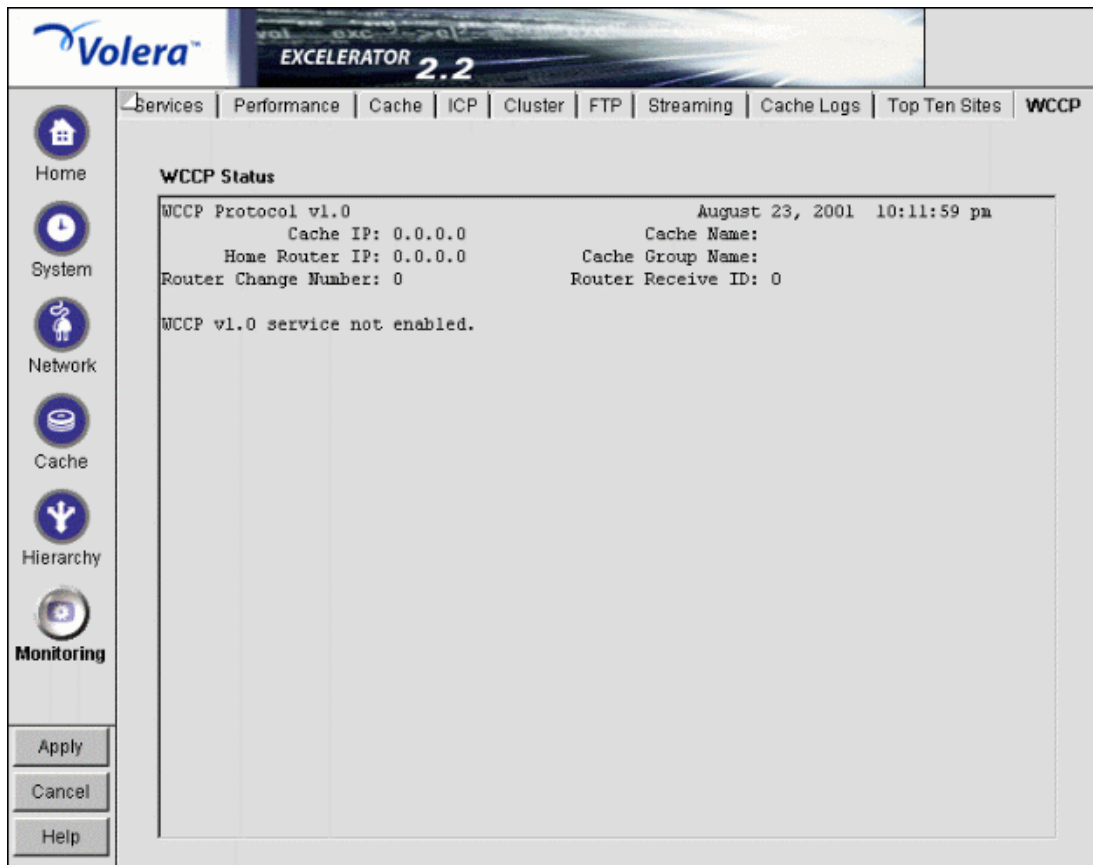 Volera™
EXCELERATOR 2.2
Services | Performance | Cache | ICP | Cluster | FTP | Streaming | Cache Logs | Top Ten Sites | WCCP
Home
System
Network
Cache
Hierarchy
Monitoring
Apply
Cancel
Help
WCCP Status
WCCP Protocol v1.0 August 23, 2001 10:11:59 pm
Cache IP: 0.0.0.0 Cache Name:
Home Router IP: 0.0.0.0 Cache Group Name:
Router Change Number: 0 Router Receive ID: 0
WCCP v1.0 service not enabled.